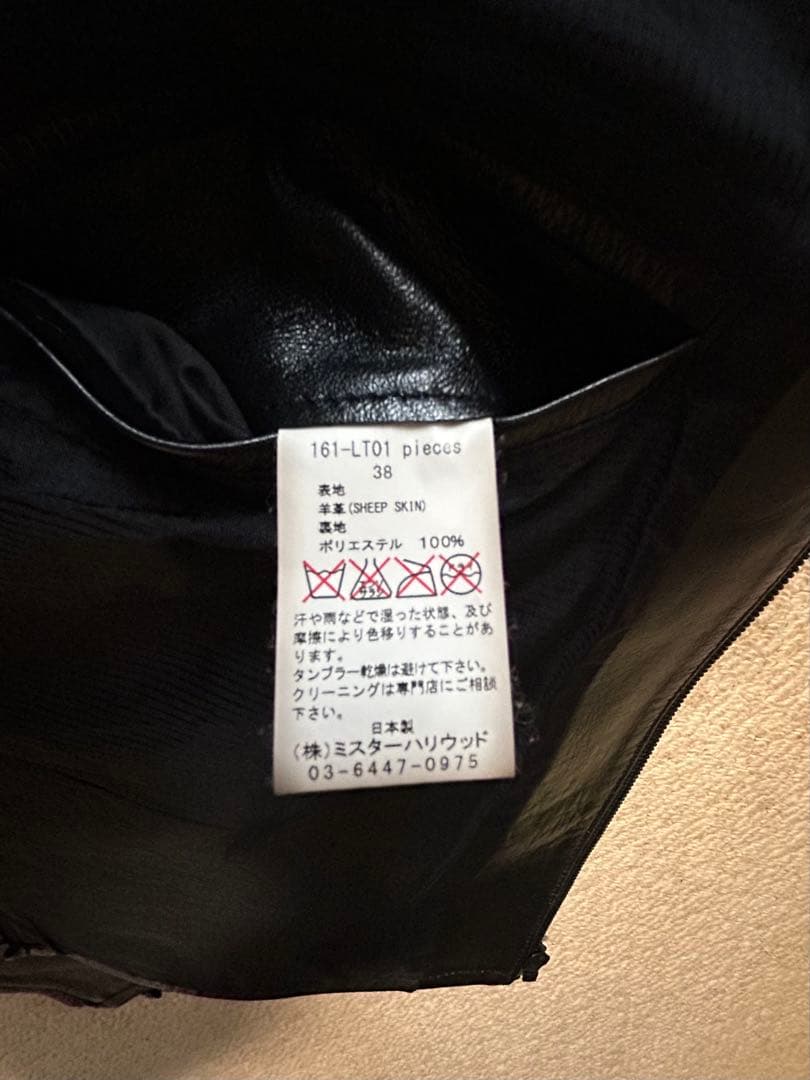 161-LT01 pieces
38
表地
羊革(SHEEP SKIN)
裏地
ポリエステル 100%
汗や雨などで湿った状態、及び
摩擦により色移りすることがあ
ります。
タンブラー乾燥は避けて下さい。
クリーニングは専門店にご相談
下さい。
日本製
(株)ミスターハリウッド
03-6447-0975